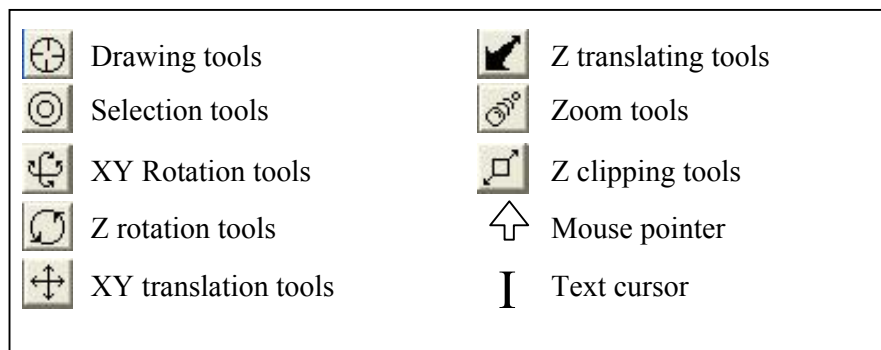 Drawing tools
Selection tools
XY Rotation tools
Z rotation tools
XY translation tools
Z translating tools
Zoom tools
Z clipping tools
Mouse pointer
Text cursor